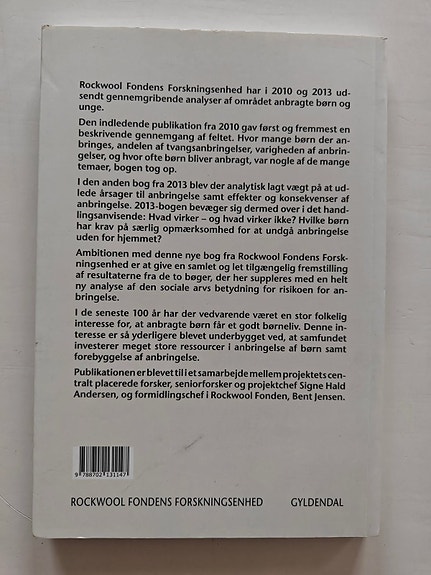 Rockwool Fondens Forskningsenhed har i 2010 og 2013 ud-
sendt gennemgribende analyser af området anbragte børn og
unge.
Den indledende publikation fra 2010 gav først og fremmest en
beskrivende gennemgang af feltet. Hvor mange børn der an-
bringes, andelen af tvangsanbringelser, varigheden af anbrin-
gelser, og hvor ofte børn bliver anbragt, var nogle af de mange
temaer, bogen tog op.
I den anden bog fra 2013 blev der analytisk lagt vægt på at ud-
lede årsager til anbringelse samt effekter og konsekvenser af
anbringelse. 2013-bogen bevæger sig dermed over i det hand-
lingsanvisende: Hvad virker – og hvad virker ikke? Hvilke børn
har krav på særlig opmærksomhed for at undgå anbringelse
uden for hjemmet?
Ambitionen med denne nye bog fra Rockwool Fondens Forsk-
ningsenhed er at give en samlet og let tilgængelig fremstilling
af resultaterne fra de to bøger, der her suppleres med en helt
ny analyse af den sociale arvs betydning for risikoen for an-
bringelse.
I de seneste 100 år har der vedvarende været en stor folkelig
interesse for, at anbragte børn får et godt børneliv. Denne in-
teresse er så yderligere blevet underbygget ved, at samfundet
investerer meget store ressourcer i anbringelse af børn samt
forebyggelse af anbringelse.
Publikationen er blevet til i et samarbejde mellem projektets cen-
tralt placerede forsker, seniorforsker og projektchef Signe Hald
Andersen, og formidlingschef i Rockwool Fonden, Bent Jensen.
9 788702 131147
ROCKWOOL FONDENS FORSKNINGSENHED GYLDENDAL